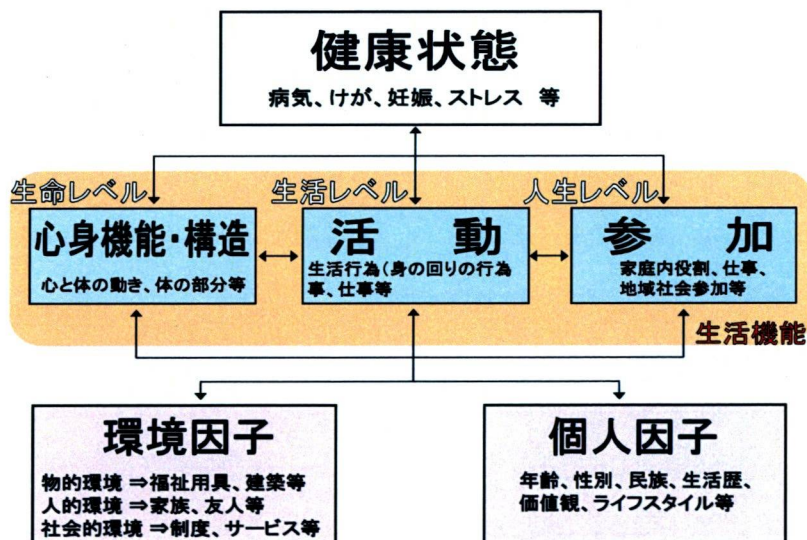 健康状態
病気、けが、妊娠、ストレス 等
生命レベル
生活レベル
人生レベル
心身機能・構造
心と体の動き、体の部分等
活 動
生活行為(身の回りの行為
事、仕事等
参 加
家庭内役割、仕事、
地域社会参加等
生活機能
環境因子
物的環境 ⇒福祉用具、建築等
人的環境 ⇒家族、友人等
社会的環境 ⇒制度、サービス等
個人因子
年齢、性別、民族、生活歴、
価値観、ライフスタイル等